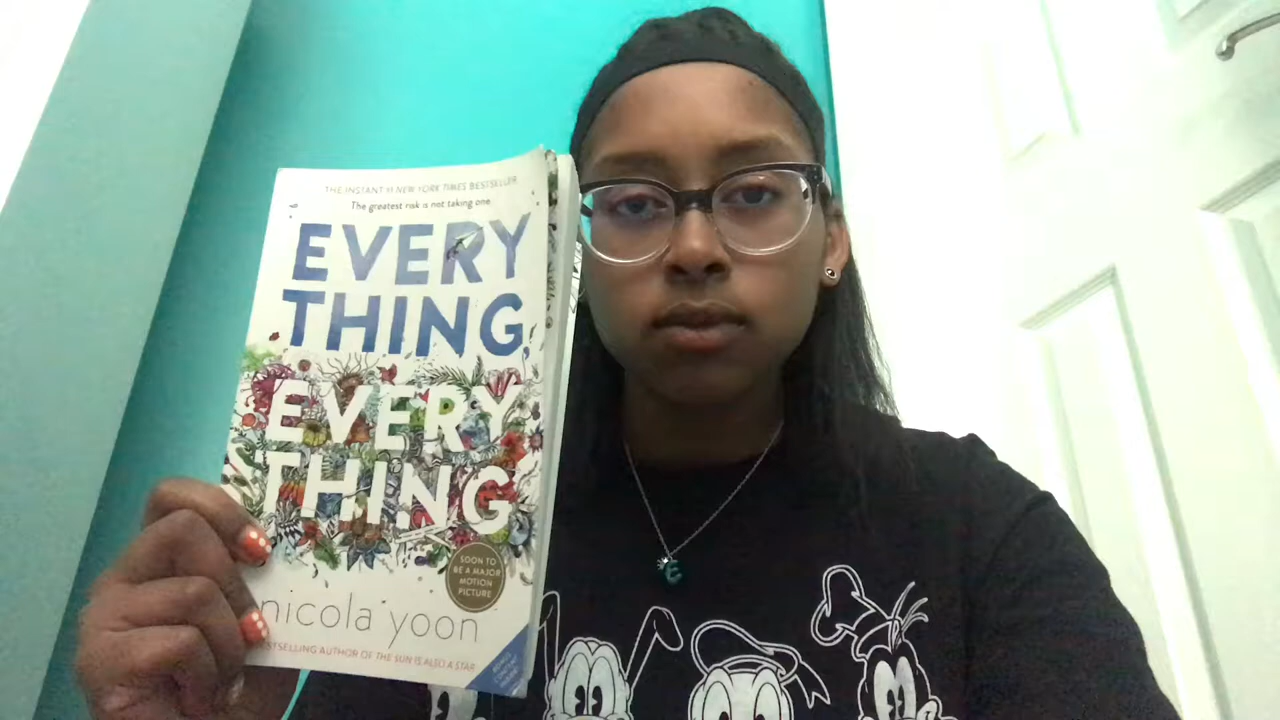 THE INSTANT #1 NEW YORK TIMES BESTSELLER
The greatest risk is not taking one.
EVERY
THING
EVERY
THING
SOON TO
BE A MAJOR
MOTION
PICTURE
nicola yoon
BESTSELLING AUTHOR OF THE SUN IS ALSO A STAR